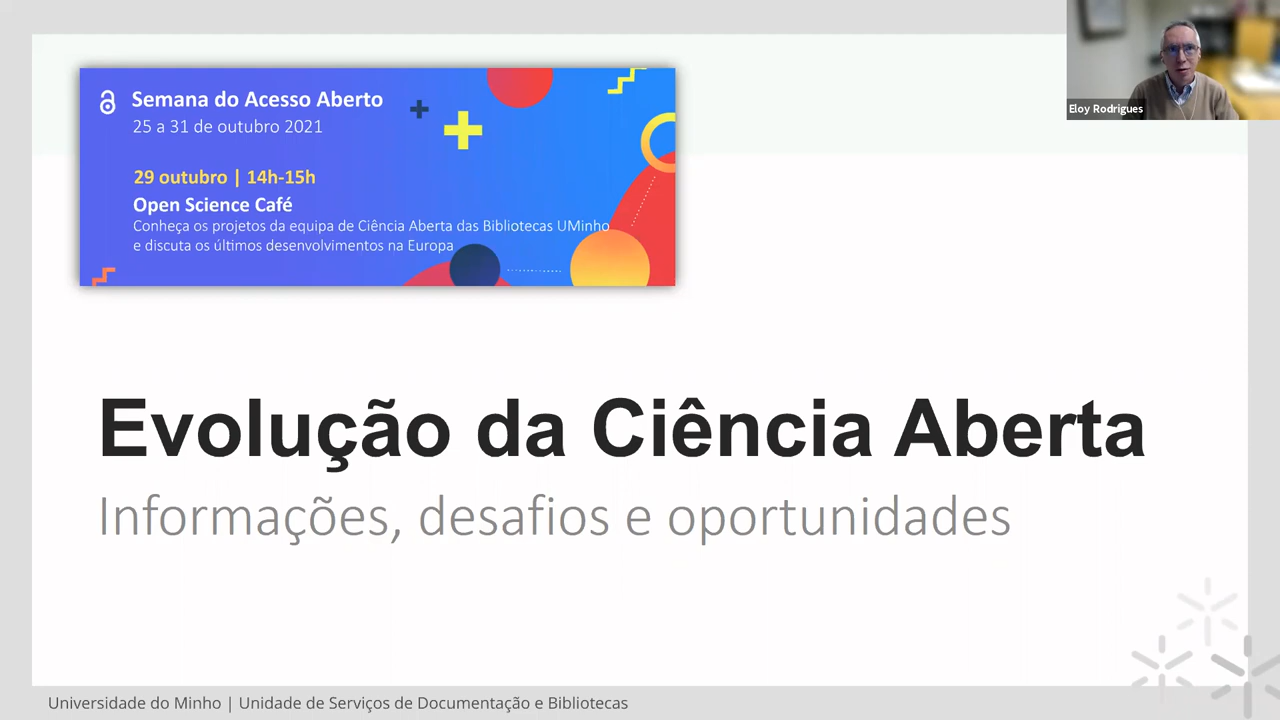 Semana do Acesso Aberto
25 a 31 de outubro 2021
29 outubro | 14h-15h
Open Science Café
Conheça os projetos da equipa de Ciência Aberta das Bibliotecas UMinho
e discuta os últimos desenvolvimentos na Europa
Eloy Rodrigues
Evolução da Ciência Aberta
Informações, desafios e oportunidades
Universidade do Minho | Unidade de Serviços de Documentação e Bibliotecas